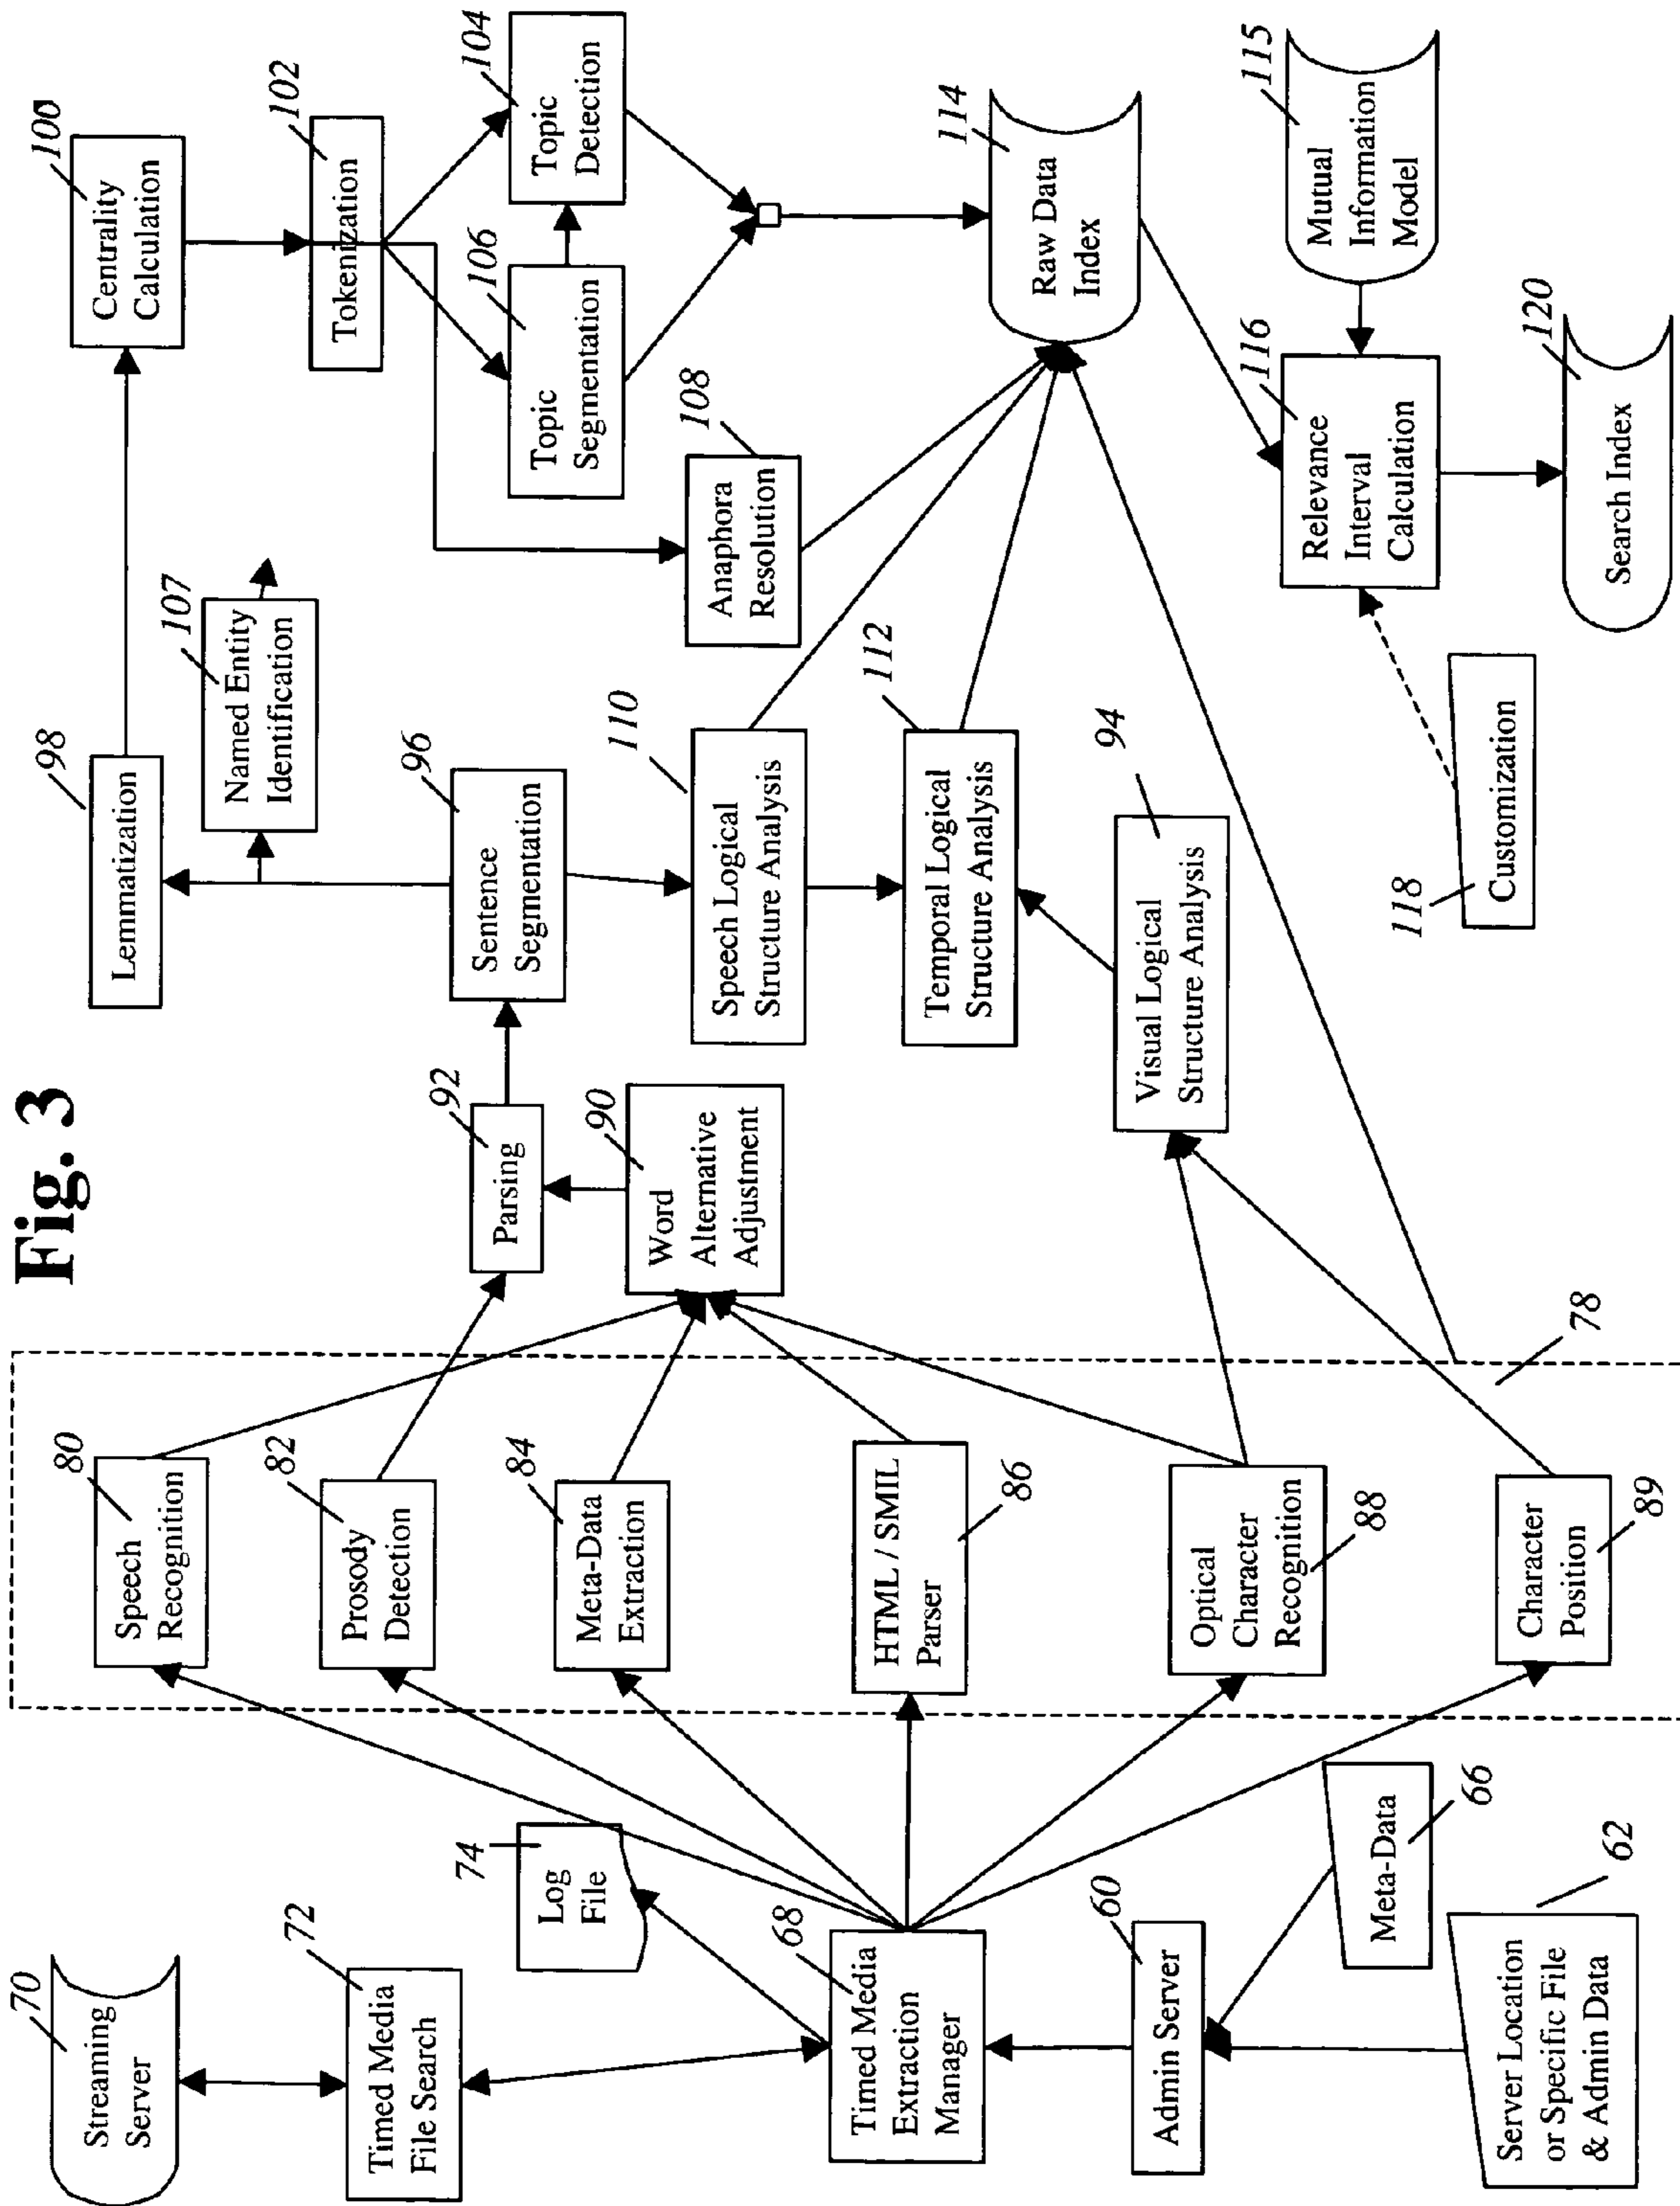 Fig. 3
70
Streaming
Server
72
Timed Media
File Search
74
Log
File
68
Timed Media
Extraction
Manager
60
Admin Server
Meta-Data
66
Server Location
or Specific File
& Admin Data
62
80
Speech
Recognition
82
Prosody
Detection
84
Meta-Data
Extraction
HTML / SMIL
Parser
86
Optical
Character
Recognition
88
Character
Position
89
78
92
Parsing
90
Word
Alternative
Adjustment
98
Lemmatization
107
Named Entity
Identification
96
Sentence
Segmentation
110
Speech Logical
Structure Analysis
112
Temporal Logical
Structure Analysis
94
Visual Logical
Structure Analysis
118
Customization
100
Centrality
Calculation
102
Tokenization
104
Topic
Detection
106
Topic
Segmentation
108
Anaphora
Resolution
114
Raw Data
Index
115
Mutual
Information
Model
116
Relevance
Interval
Calculation
120
Search Index